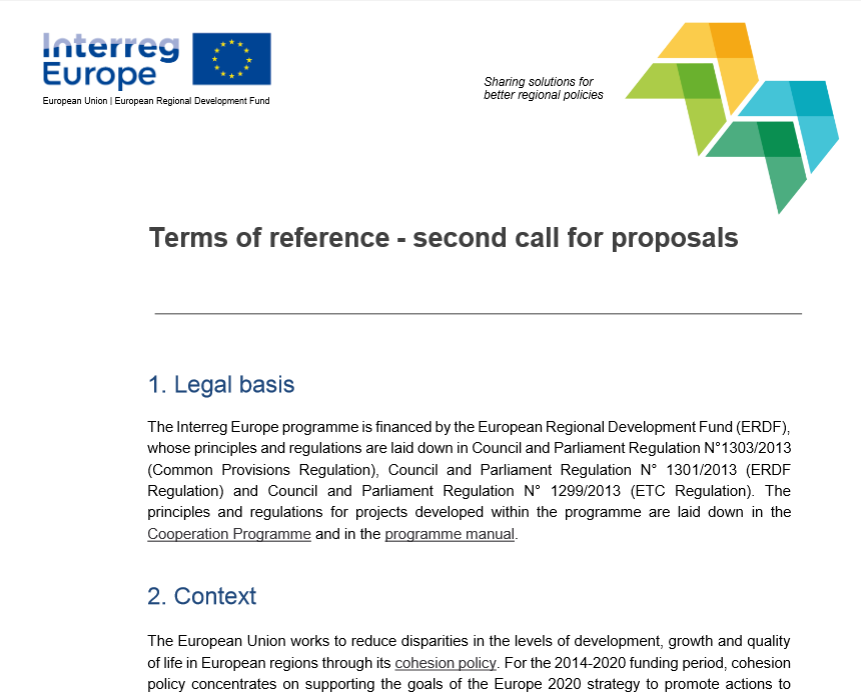 Interreg
Europe
European Union | European Regional Development Fund
Sharing solutions for
better regional policies
Terms of reference - second call for proposals
1. Legal basis
The Interreg Europe programme is financed by the European Regional Development Fund (ERDF),
whose principles and regulations are laid down in Council and Parliament Regulation N°1303/2013
(Common Provisions Regulation), Council and Parliament Regulation N° 1301/2013 (ERDF
Regulation) and Council and Parliament Regulation N° 1299/2013 (ETC Regulation). The
principles and regulations for projects developed within the programme are laid down in the
Cooperation Programme and in the programme manual.
2. Context
The European Union works to reduce disparities in the levels of development, growth and quality
of life in European regions through its cohesion policy. For the 2014-2020 funding period, cohesion
policy concentrates on supporting the goals of the Europe 2020 strategy to promote actions to